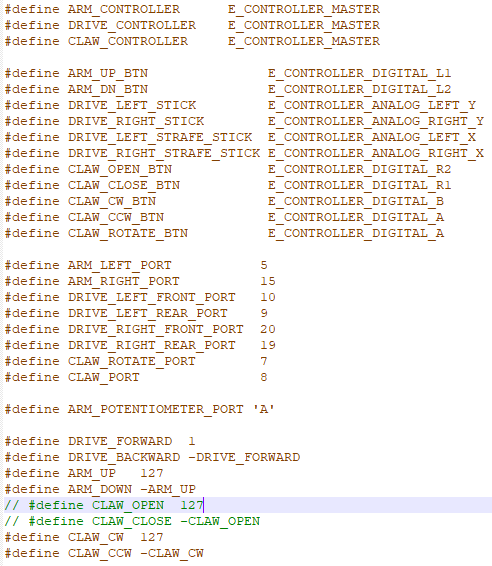 #define ARM_CONTROLLER      E_CONTROLLER_MASTER
#define DRIVE_CONTROLLER    E_CONTROLLER_MASTER
#define CLAW_CONTROLLER     E_CONTROLLER_MASTER
#define ARM_UP_BTN               E_CONTROLLER_DIGITAL_L1
#define ARM_DN_BTN               E_CONTROLLER_DIGITAL_L2
#define DRIVE_LEFT_STICK         E_CONTROLLER_ANALOG_LEFT_Y
#define DRIVE_RIGHT_STICK        E_CONTROLLER_ANALOG_RIGHT_Y
#define DRIVE_LEFT_STRAFE_STICK  E_CONTROLLER_ANALOG_LEFT_X
#define DRIVE_RIGHT_STRAFE_STICK E_CONTROLLER_ANALOG_RIGHT_X
#define CLAW_OPEN_BTN            E_CONTROLLER_DIGITAL_R2
#define CLAW_CLOSE_BTN           E_CONTROLLER_DIGITAL_R1
#define CLAW_CW_BTN              E_CONTROLLER_DIGITAL_B
#define CLAW_CCW_BTN             E_CONTROLLER_DIGITAL_A
#define CLAW_ROTATE_BTN          E_CONTROLLER_DIGITAL_A
#define ARM_LEFT_PORT           5
#define ARM_RIGHT_PORT          15
#define DRIVE_LEFT_FRONT_PORT   10
#define DRIVE_LEFT_REAR_PORT    9
#define DRIVE_RIGHT_FRONT_PORT  20
#define DRIVE_RIGHT_REAR_PORT   19
#define CLAW_ROTATE_PORT        7
#define CLAW_PORT               8
#define ARM_POTENTIOMETER_PORT 'A'
#define DRIVE_FORWARD  1
#define DRIVE_BACKWARD -DRIVE_FORWARD
#define ARM_UP   127
#define ARM_DOWN -ARM_UP
// #define CLAW_OPEN  127
// #define CLAW_CLOSE -CLAW_OPEN
#define CLAW_CW   127
#define CLAW_CCW -CLAW_CW